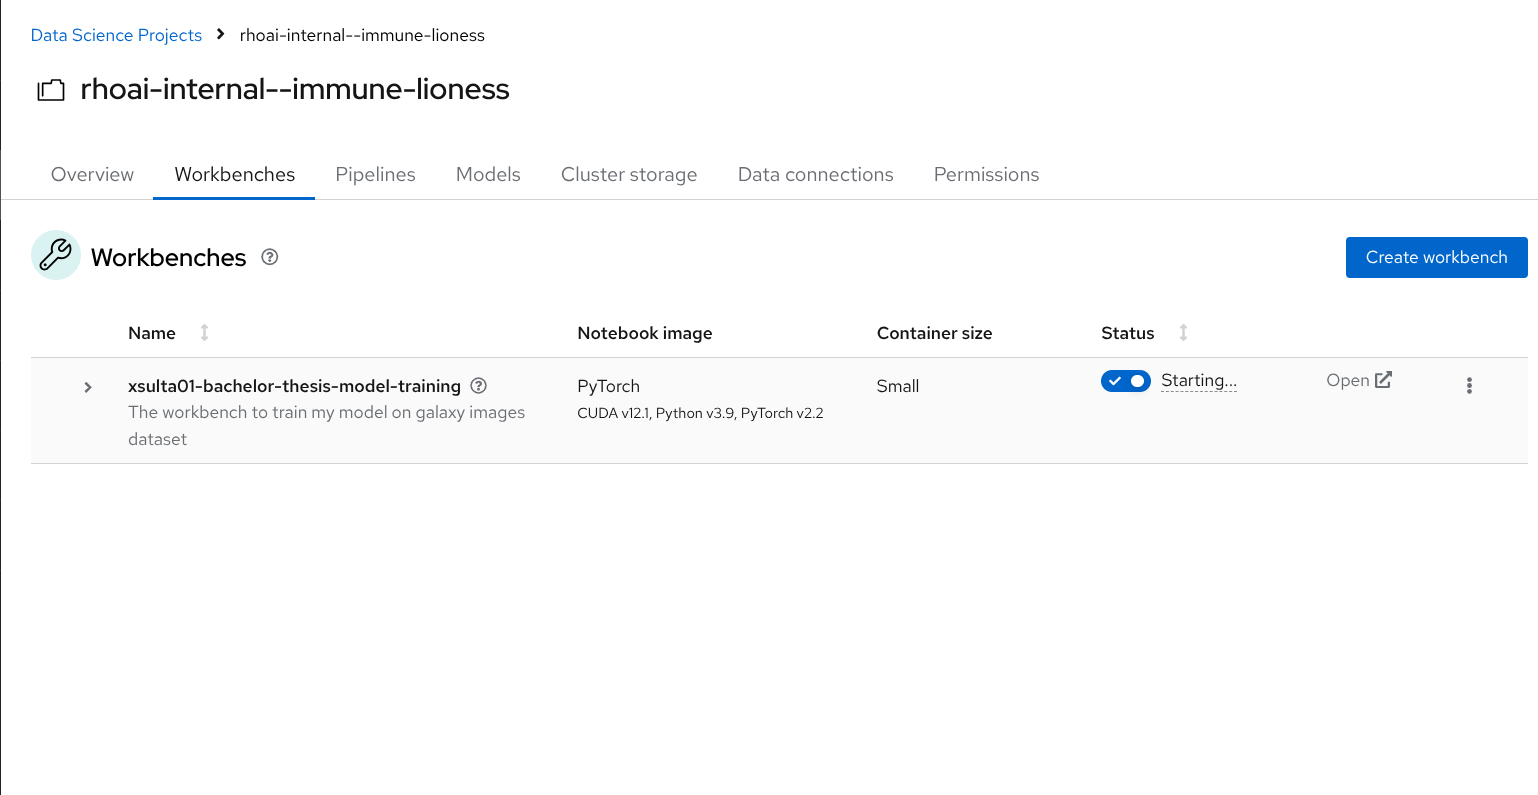 Data Science Projects rhoai-internal--immune-lioness
rhoai-internal--immune-lioness
Overview Workbenches Pipelines Models Cluster storage Data connections Permissions
Workbenches
Create workbench
Name Notebook image Container size Status
xsulta01-bachelor-thesis-model-training PyTorch Small Starting... Open
The workbench to train my model on galaxy images CUDA v12.1, Python v3.9, PyTorch v2.2
dataset